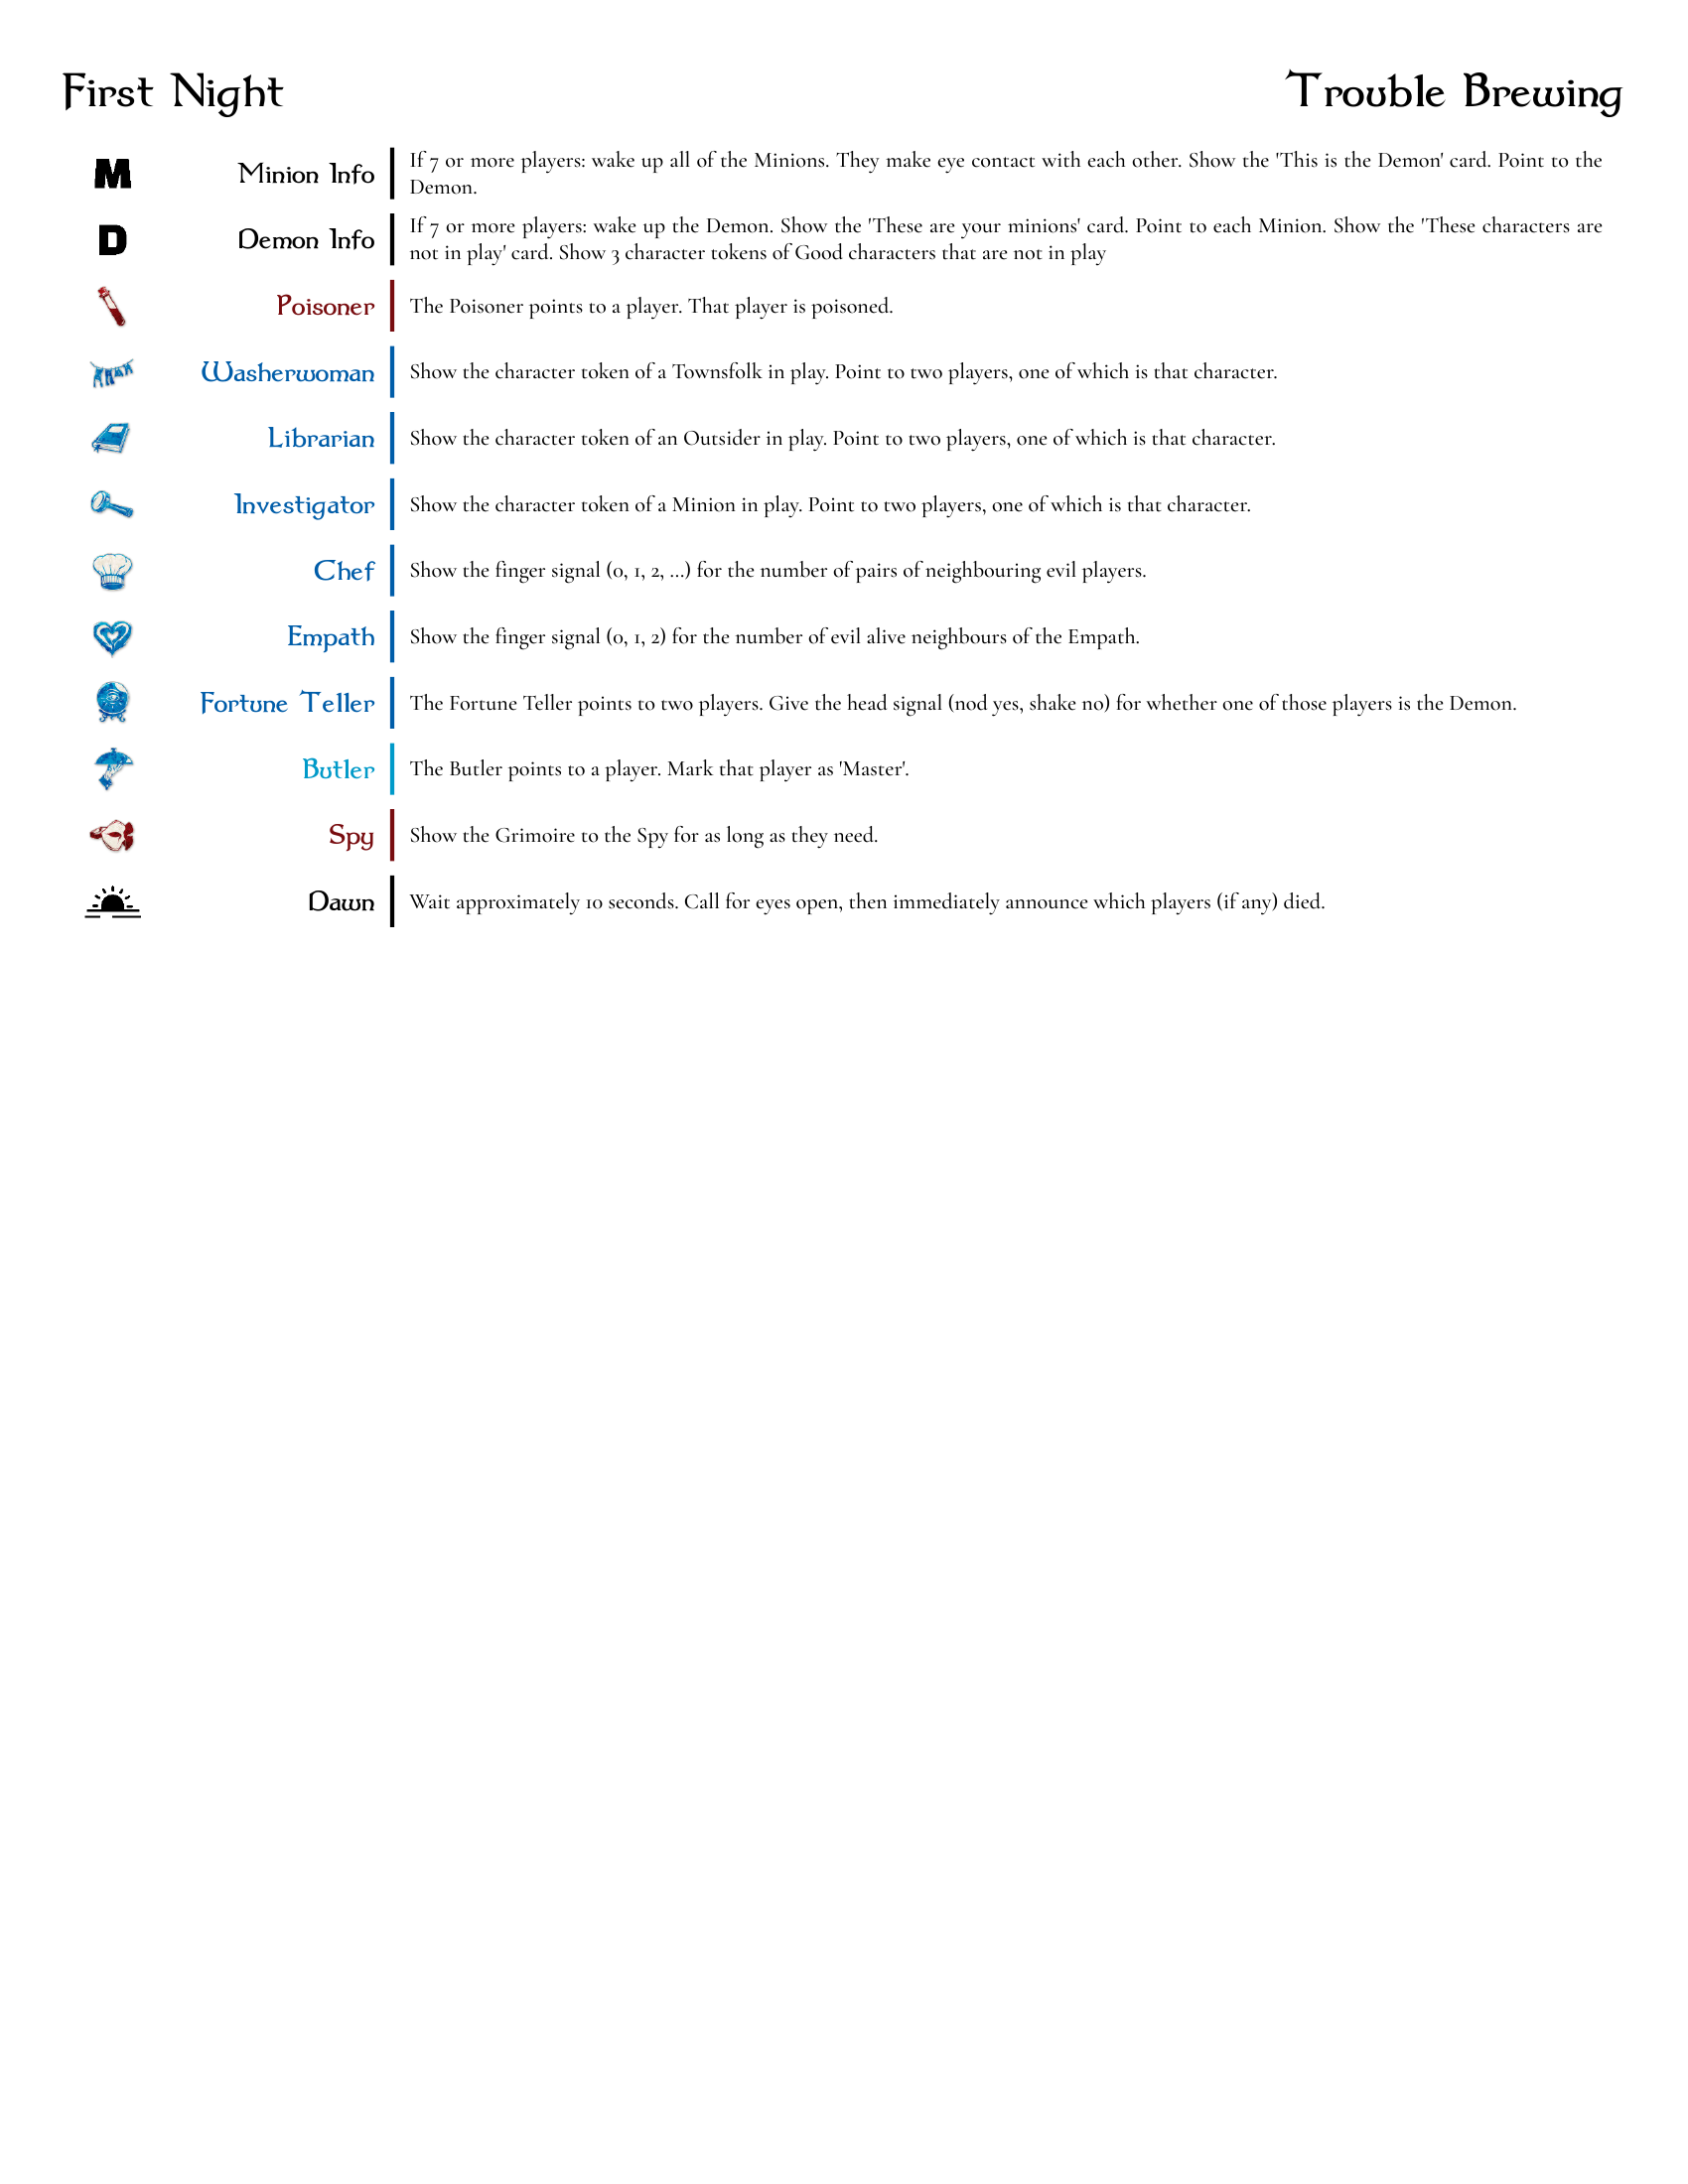 First Night
Trouble Brewing
M
Minion Info
If 7 or more players: wake up all of the Minions. They make eye contact with each other. Show the 'This is the Demon' card. Point to the
Demon.
D
Demon Info
If 7 or more players: wake up the Demon. Show the 'These are your minions' card. Point to each Minion. Show the 'These characters are
not in play' card. Show 3 character tokens of Good characters that are not in play
Poisoner
The Poisoner points to a player. That player is poisoned.
Washerwoman
Show the character token of a Townsfolk in play. Point to two players, one of which is that character.
Librarian
Show the character token of an Outsider in play. Point to two players, one of which is that character.
Investigator
Show the character token of a Minion in play. Point to two players, one of which is that character.
Chef
Show the finger signal (0, 1, 2, ...) for the number of pairs of neighbouring evil players.
Empath
Show the finger signal (0, 1, 2) for the number of evil alive neighbours of the Empath.
Fortune Teller
The Fortune Teller points to two players. Give the head signal (nod yes, shake no) for whether one of those players is the Demon.
Butler
The Butler points to a player. Mark that player as 'Master'.
Spy
Show the Grimoire to the Spy for as long as they need.
Dawn
Wait approximately 10 seconds. Call for eyes open, then immediately announce which players (if any) died.